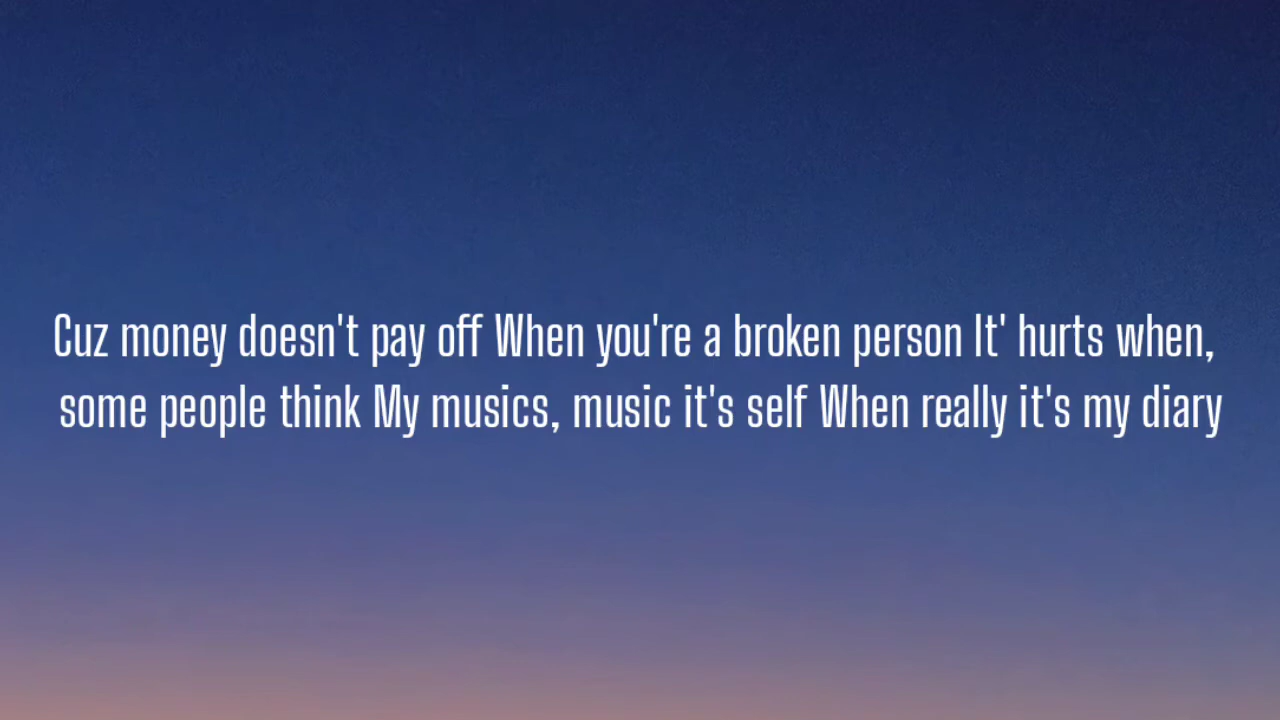 Cuz money doesn't pay off When you're a broken person It' hurts when,
some people think My musics, music it's self When really it's my diary